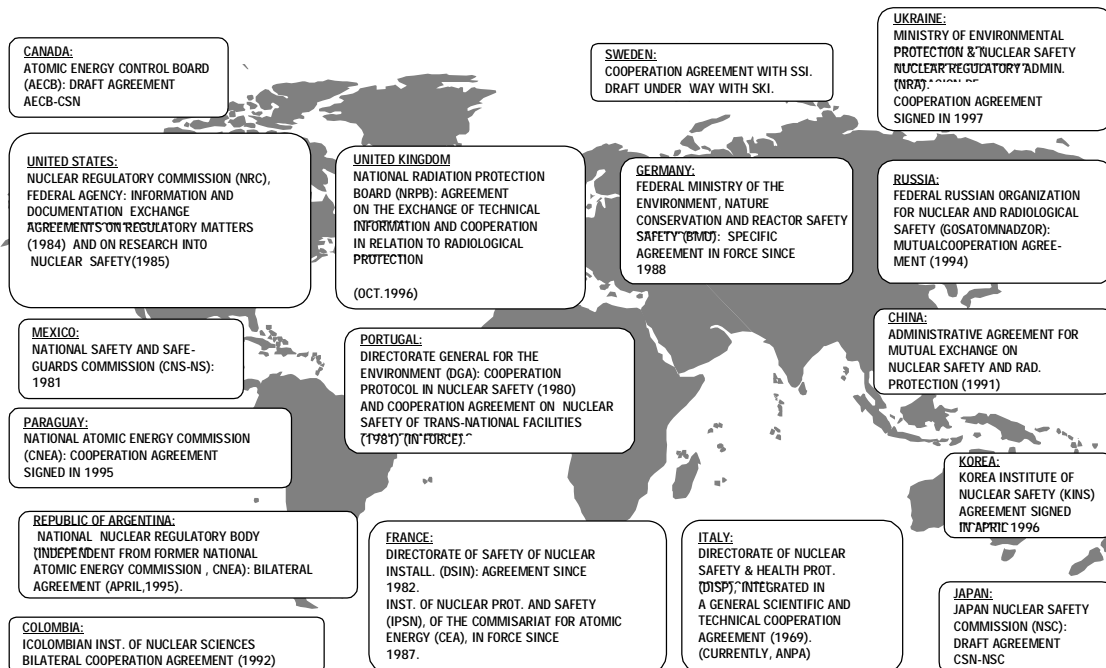 CANADA:
ATOMIC ENERGY CONTROL BOARD
(AECB): DRAFT AGREEMENT
AECB-CSN
SWEDEN:
COOPERATION AGREEMENT WITH SSI.
DRAFT UNDER WAY WITH SKI.
UKRAINE:
MINISTRY OF ENVIRONMENTAL
PROTECTION & NUCLEAR SAFETY
NUCLEAR REGULATORY ADMIN.
(NRA).
COOPERATION AGREEMENT
SIGNED IN 1997
UNITED STATES:
NUCLEAR REGULATORY COMMISSION (NRC),
FEDERAL AGENCY: INFORMATION AND
DOCUMENTATION EXCHANGE
AGREEMENTS ON REGULATORY MATTERS
(1984) AND ON RESEARCH INTO
NUCLEAR SAFETY(1985)
UNITED KINGDOM
NATIONAL RADIATION PROTECTION
BOARD (NRPB): AGREEMENT
ON THE EXCHANGE OF TECHNICAL
INFORMATION AND COOPERATION
IN RELATION TO RADIOLOGICAL
PROTECTION
(OCT.1996)
GERMANY:
FEDERAL MINISTRY OF THE
ENVIRONMENT, NATURE
CONSERVATION AND REACTOR SAFETY
SAFETY (BMU): SPECIFIC
AGREEMENT IN FORCE SINCE
1988
RUSSIA:
FEDERAL RUSSIAN ORGANIZATION
FOR NUCLEAR AND RADIOLOGICAL
SAFETY (GOSATOMNADZOR):
MUTUALCOOPERATION AGREE-
MENT (1994)
MEXICO:
NATIONAL SAFETY AND SAFE-
GUARDS COMMISSION (CNS-NS):
1981
PORTUGAL:
DIRECTORATE GENERAL FOR THE
ENVIRONMENT (DGA): COOPERATION
PROTOCOL IN NUCLEAR SAFETY (1980)
AND COOPERATION AGREEMENT ON NUCLEAR
SAFETY OF TRANS-NATIONAL FACILITIES
(1981) (IN FORCE).
CHINA:
ADMINISTRATIVE AGREEMENT FOR
MUTUAL EXCHANGE ON
NUCLEAR SAFETY AND RAD.
PROTECTION (1991)
PARAGUAY:
NATIONAL ATOMIC ENERGY COMMISSION
(CNEA): COOPERATION AGREEMENT
SIGNED IN 1995
KOREA:
KOREA INSTITUTE OF
NUCLEAR SAFETY (KINS)
AGREEMENT SIGNED
IN APRIL 1996
REPUBLIC OF ARGENTINA:
NATIONAL NUCLEAR REGULATORY BODY
(INDEPENDENT FROM FORMER NATIONAL
ATOMIC ENERGY COMMISSION , CNEA): BILATERAL
AGREEMENT (APRIL,1995).
FRANCE:
DIRECTORATE OF SAFETY OF NUCLEAR
INSTALL. (DSIN): AGREEMENT SINCE
1982.
INST. OF NUCLEAR PROT. AND SAFETY
(IPSN), OF THE COMMISARIAT FOR ATOMIC
ENERGY (CEA), IN FORCE SINCE
1987.
ITALY:
DIRECTORATE OF NUCLEAR
SAFETY & HEALTH PROT.
(DISP), INTEGRATED IN
A GENERAL SCIENTIFIC AND
TECHNICAL COOPERATION
AGREEMENT (1969).
(CURRENTLY, ANPA)
JAPAN:
JAPAN NUCLEAR SAFETY
COMMISSION (NSC):
DRAFT AGREEMENT
CSN-NSC
COLOMBIA:
ICOLOMBIAN INST. OF NUCLEAR SCIENCES
BILATERAL COOPERATION AGREEMENT (1992)